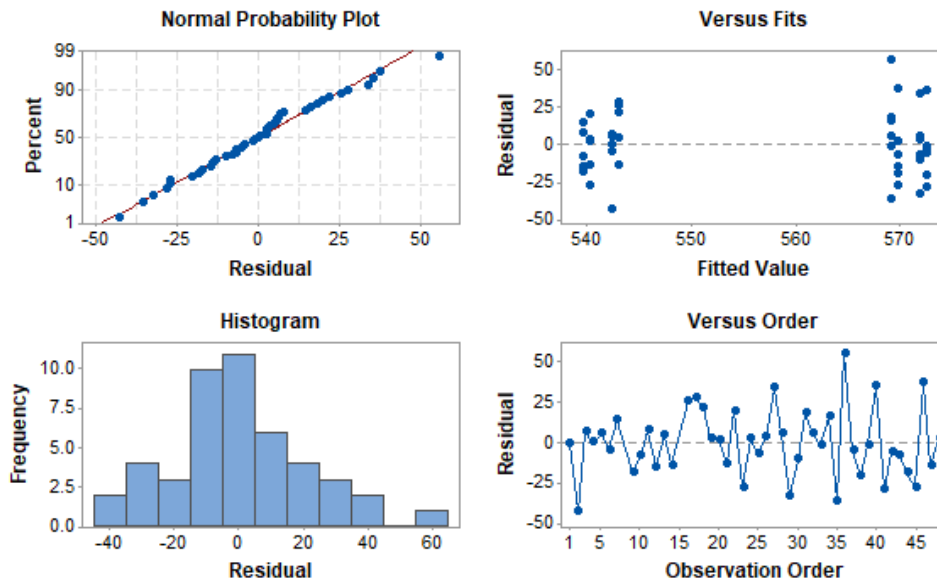 Normal Probability Plot
99
90
50
10
1
Percent
-50 -25 0 25 50
Residual
Versus Fits
50
25
0
-25
-50
Residual
540 550 560 570
Fitted Value
Histogram
10.0
7.5
5.0
2.5
0.0
Frequency
-40 -20 0 20 40 60
Residual
Versus Order
50
25
0
-25
-50
Residual
1 5 10 15 20 25 30 35 40 45
Observation Order